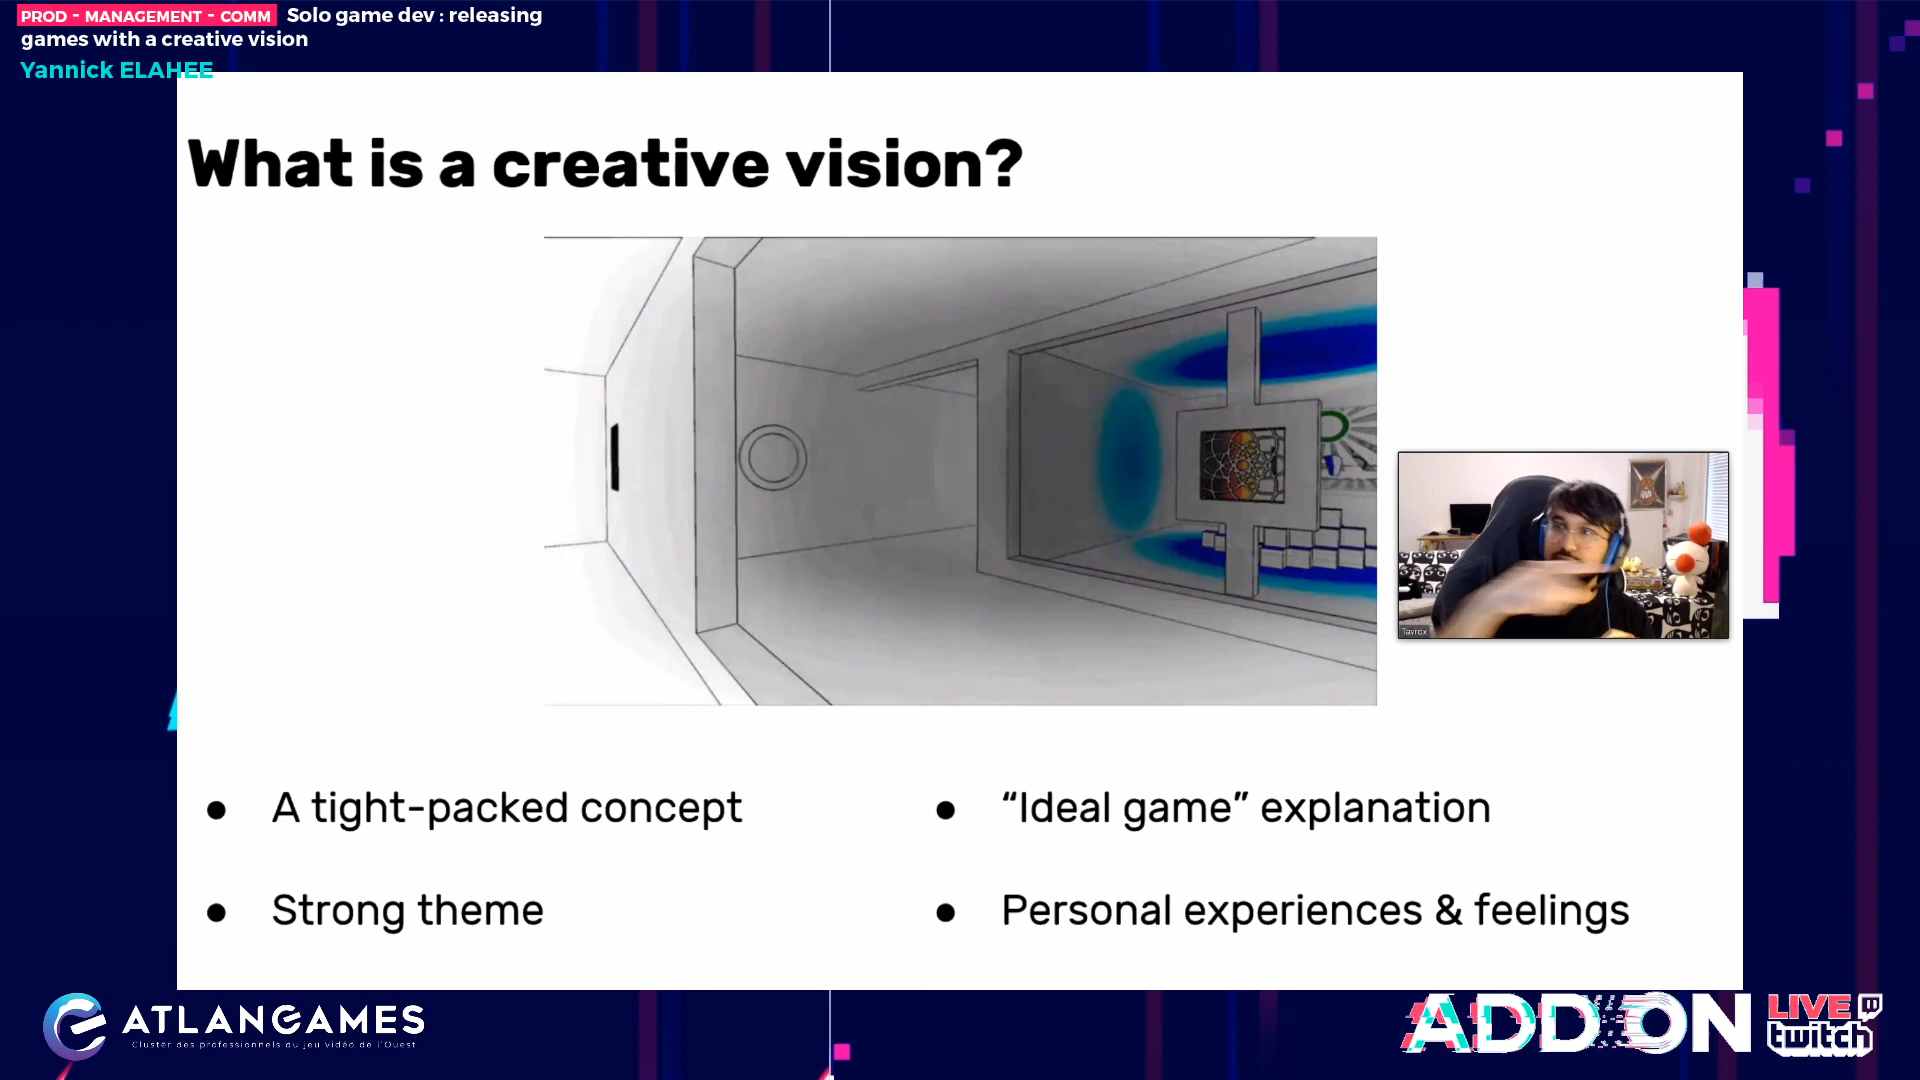 PROD - MANAGEMENT - COMM Solo game dev : releasing
games with a creative vision
Yannick ELAHEE
What is a creative vision?
Tavrox
● A tight-packed concept
● Strong theme
● “Ideal game” explanation
● Personal experiences & feelings
ATLANGAMES
Cluster des professionnels du jeu vidéo de l'Ouest
ADD ON
LIVE
twitch